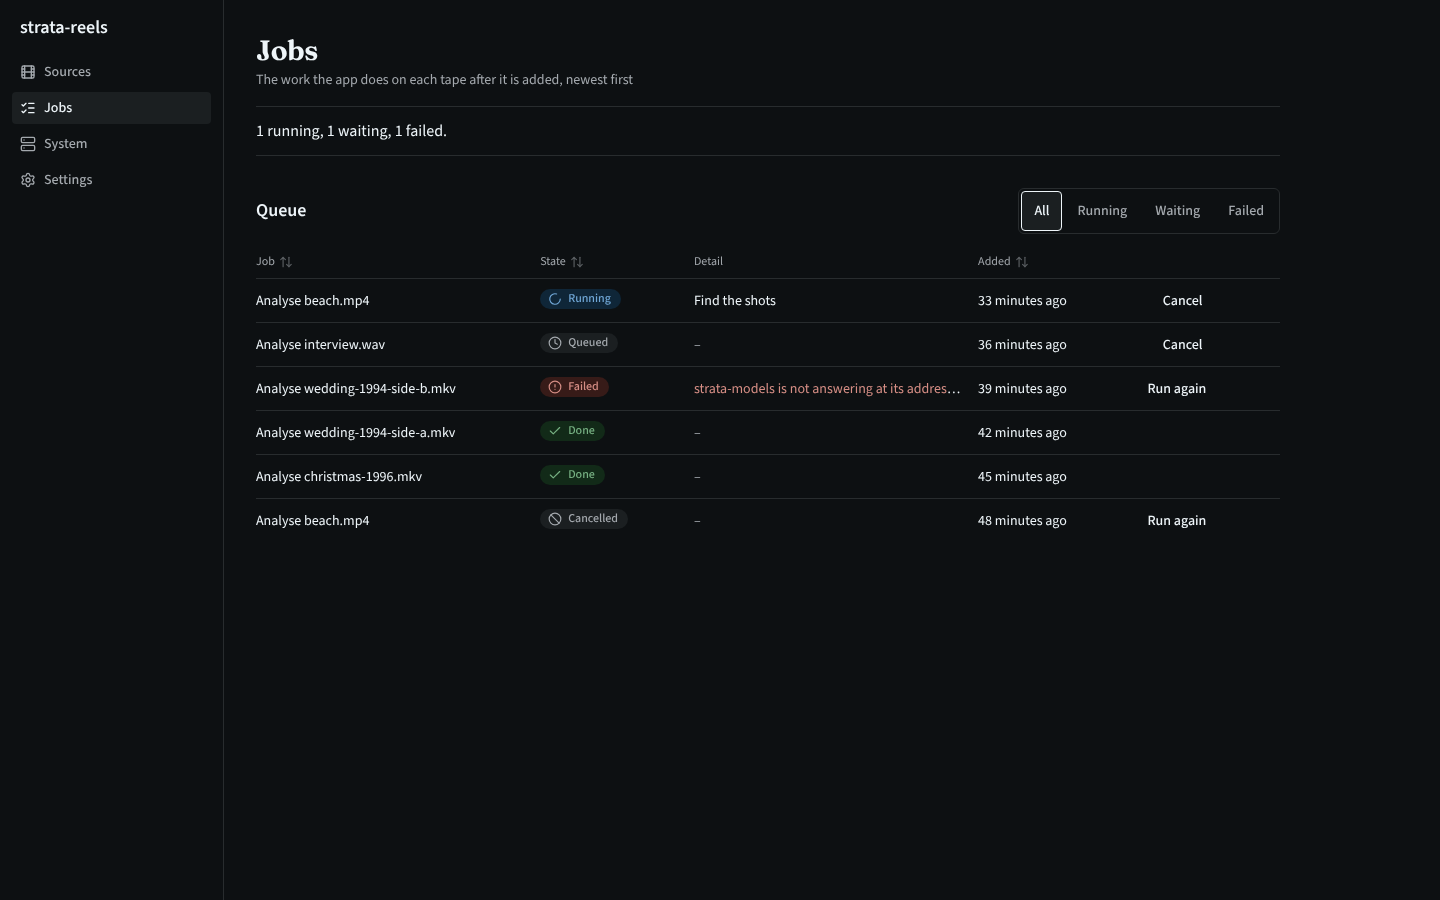 strata-reels
Sources
Jobs
System
Settings
Jobs
The work the app does on each tape after it is added, newest first
1 running, 1 waiting, 1 failed.
Queue
All Running Waiting Failed
Job State Detail Added
Analyse beach.mp4 Running Find the shots 33 minutes ago Cancel
Analyse interview.wav Queued – 36 minutes ago Cancel
Analyse wedding-1994-side-b.mkv Failed strata-models is not answering at its addres… 39 minutes ago Run again
Analyse wedding-1994-side-a.mkv Done – 42 minutes ago
Analyse christmas-1996.mkv Done – 45 minutes ago
Analyse beach.mp4 Cancelled – 48 minutes ago Run again